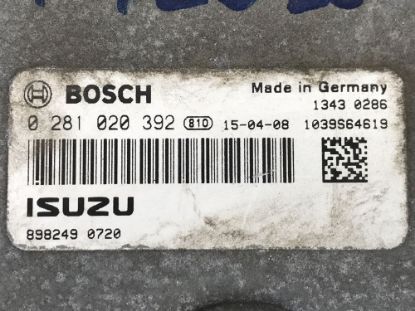 BOSCH
Made in Germany
1343 0286
0 281 020 392 810 15-04-08 1039S64619
ISUZU
898249 0720